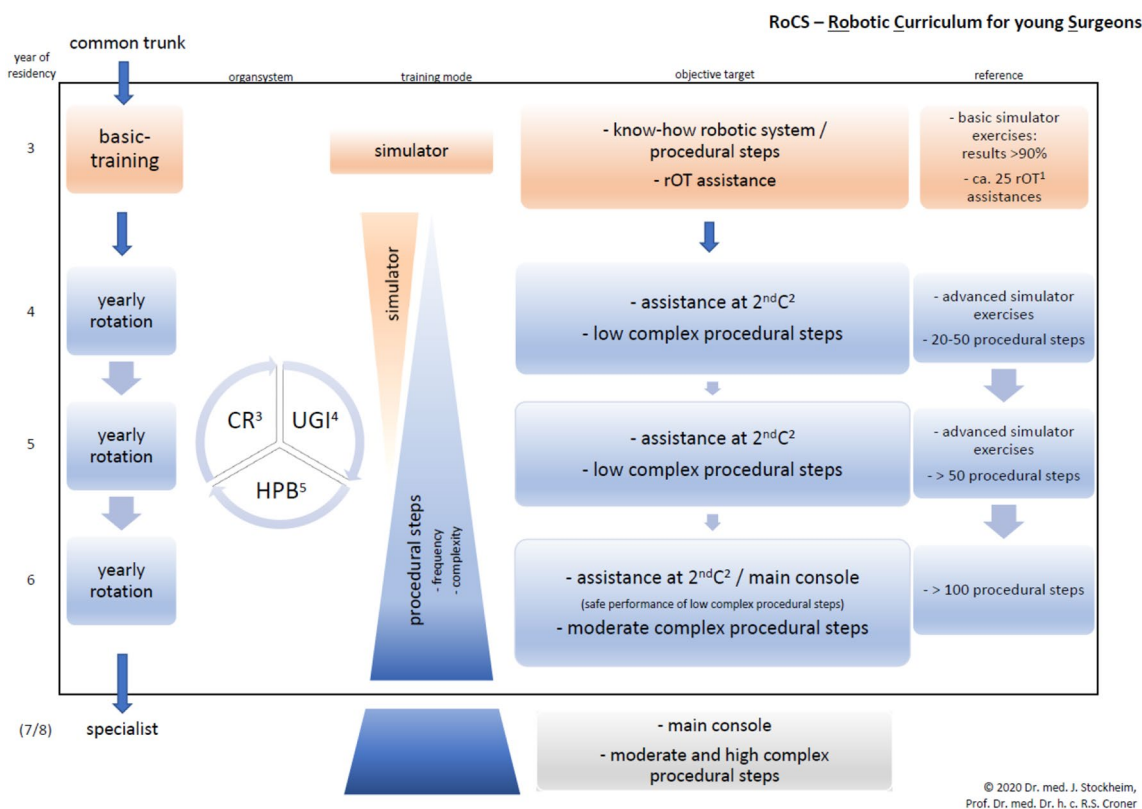 RoCS – Robotic Curriculum for young Surgeons
common trunk
year of
residency
organsystem
training mode
objective target
reference
3
basic-
training
simulator
- know-how robotic system /
procedural steps
- rOT assistance
- basic simulator
exercises:
results >90%
- ca. 25 rOT¹
assistances
simulator
4
yearly
rotation
- assistance at 2ⁿᵈC²
- low complex procedural steps
- advanced simulator
exercises
- 20-50 procedural steps
CR³
UGI⁴
HPB⁵
5
yearly
rotation
- assistance at 2ⁿᵈC²
- low complex procedural steps
- advanced simulator
exercises
- > 50 procedural steps
procedural steps
- frequency
- complexity
6
yearly
rotation
- assistance at 2ⁿᵈC² / main console
(safe performance of low complex procedural steps)
- moderate complex procedural steps
- > 100 procedural steps
(7/8)
specialist
- main console
- moderate and high complex
procedural steps
© 2020 Dr. med. J. Stockheim,
Prof. Dr. med. Dr. h. c. R.S. Croner